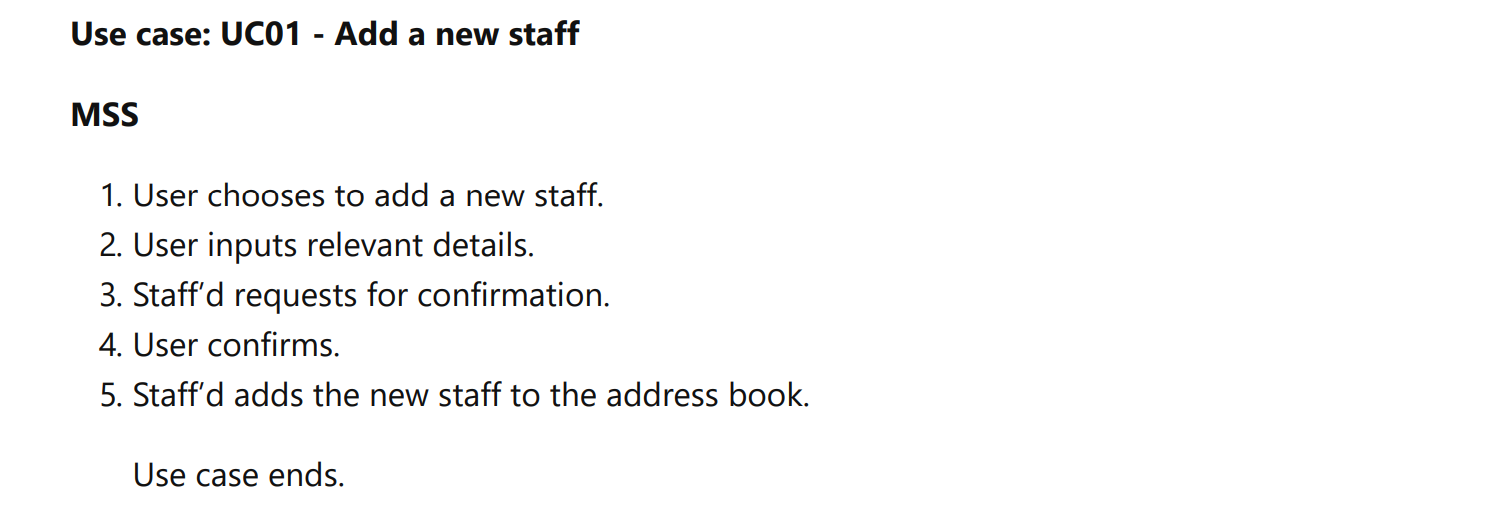 Use case: UC01 - Add a new staff
MSS
1. User chooses to add a new staff.
2. User inputs relevant details.
3. Staff’d requests for confirmation.
4. User confirms.
5. Staff’d adds the new staff to the address book.
Use case ends.